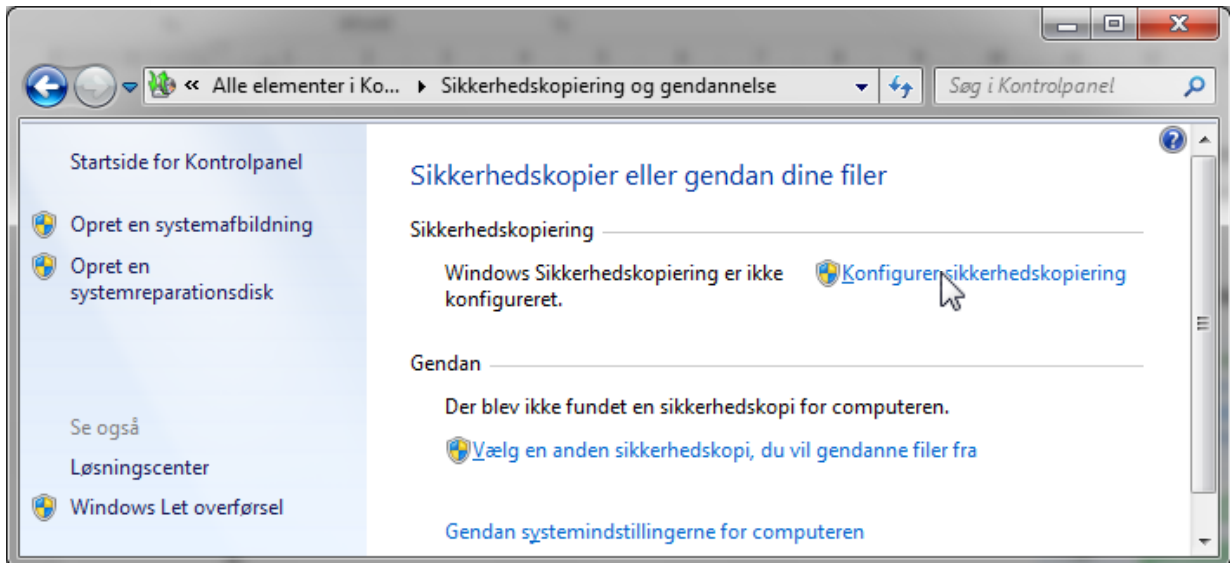 « Alle elementer i Ko... ▸ Sikkerhedskopiering og gendannelse
Søg i Kontrolpanel
Startside for Kontrolpanel
Opret en systemafbildning
Opret en
systemreparationsdisk
Se også
Løsningscenter
Windows Let overførsel
Sikkerhedskopier eller gendan dine filer
Sikkerhedskopiering
Windows Sikkerhedskopiering er ikke
konfigureret.
Konfigurer sikkerhedskopiering
Gendan
Der blev ikke fundet en sikkerhedskopi for computeren.
Vælg en anden sikkerhedskopi, du vil gendanne filer fra
Gendan systemindstillingerne for computeren